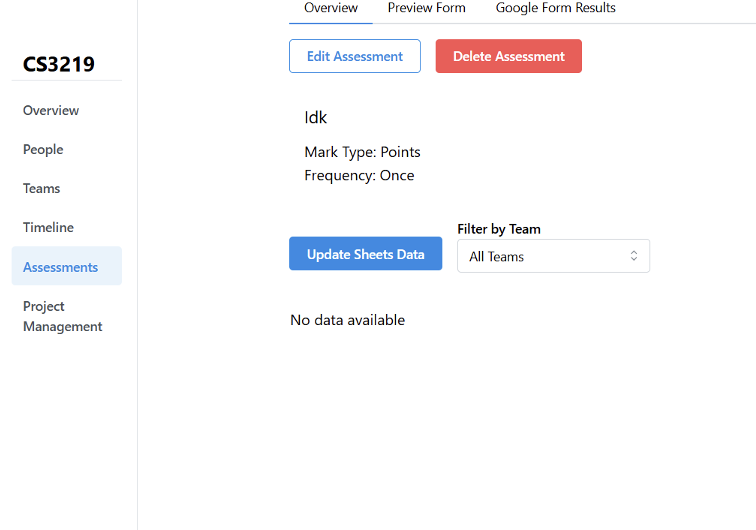 Overview Preview Form Google Form Results
Edit Assessment Delete Assessment
CS3219
Overview
People
Teams
Timeline
Assessments
Project
Management
Idk
Mark Type: Points
Frequency: Once
Filter by Team
Update Sheets Data All Teams
No data available